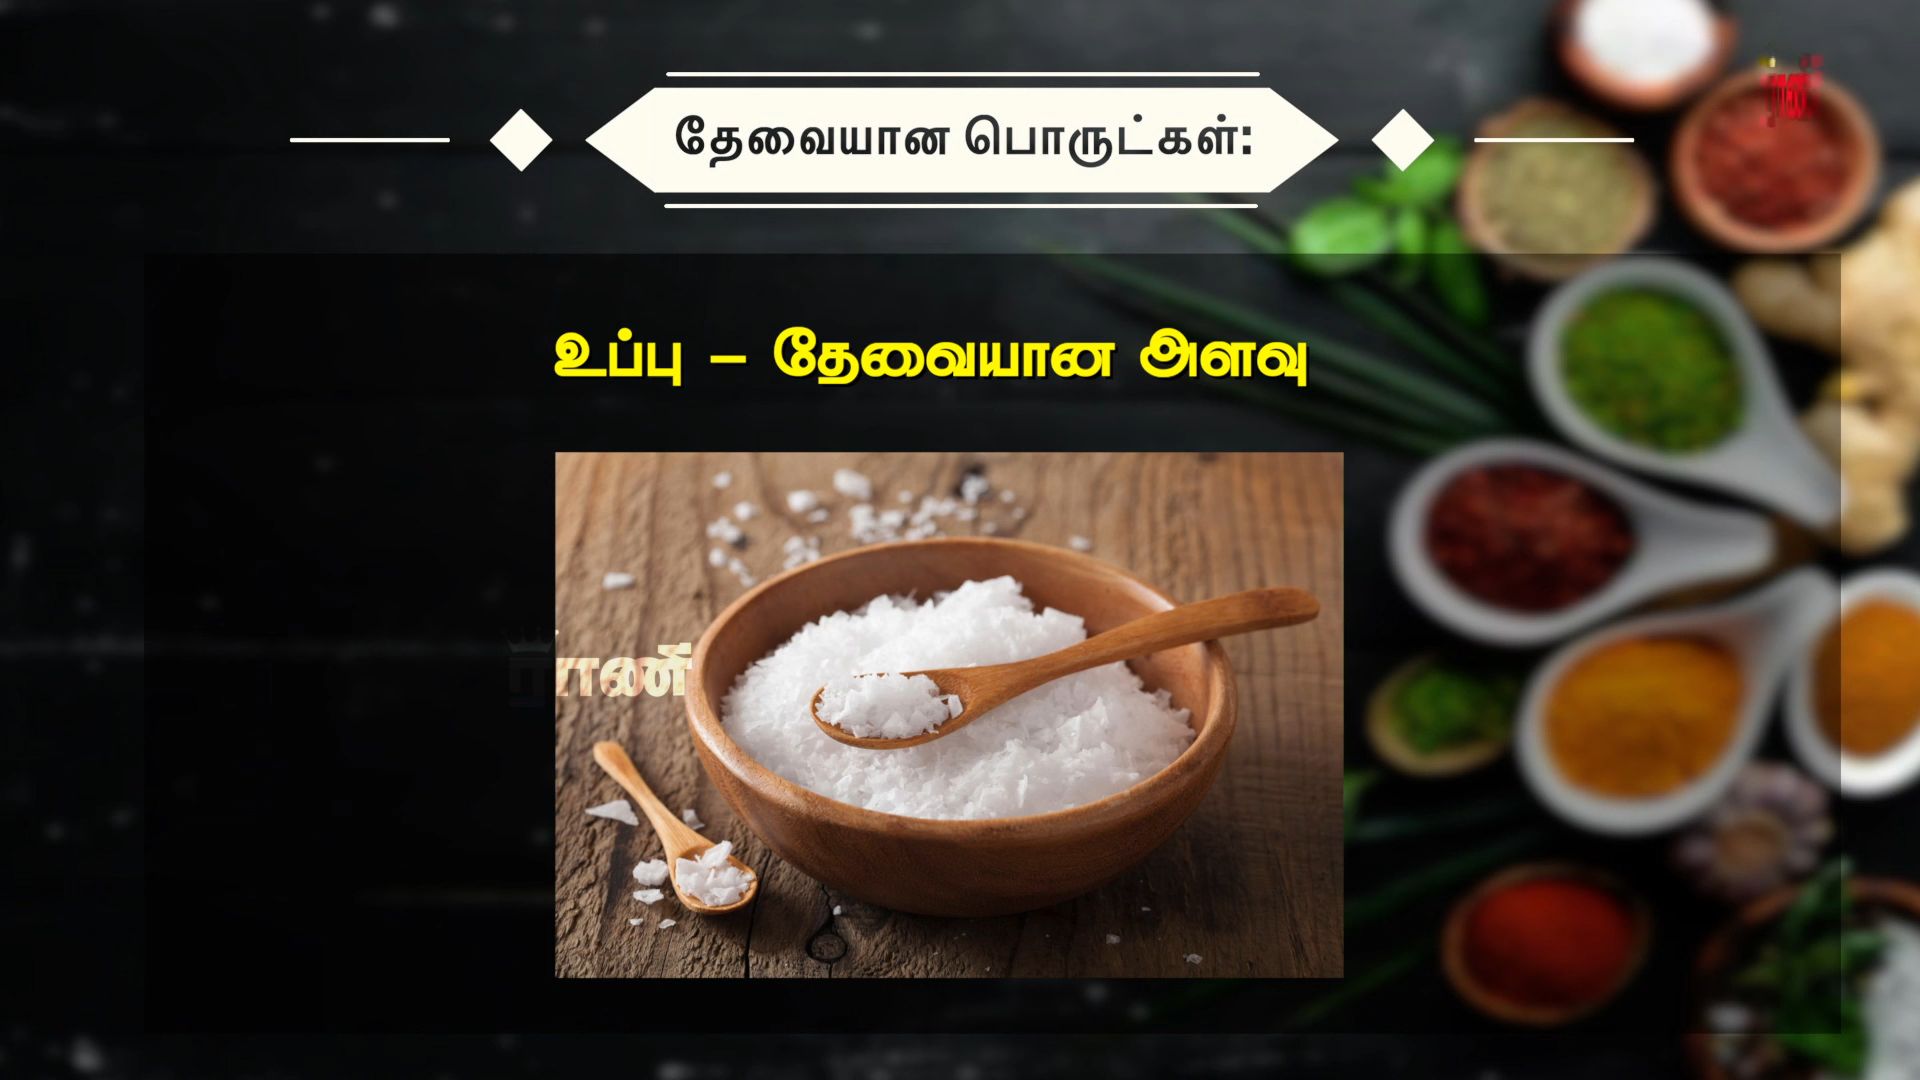 தேவையான பொருட்கள்:
உப்பு – தேவையான அளவு
ராணி